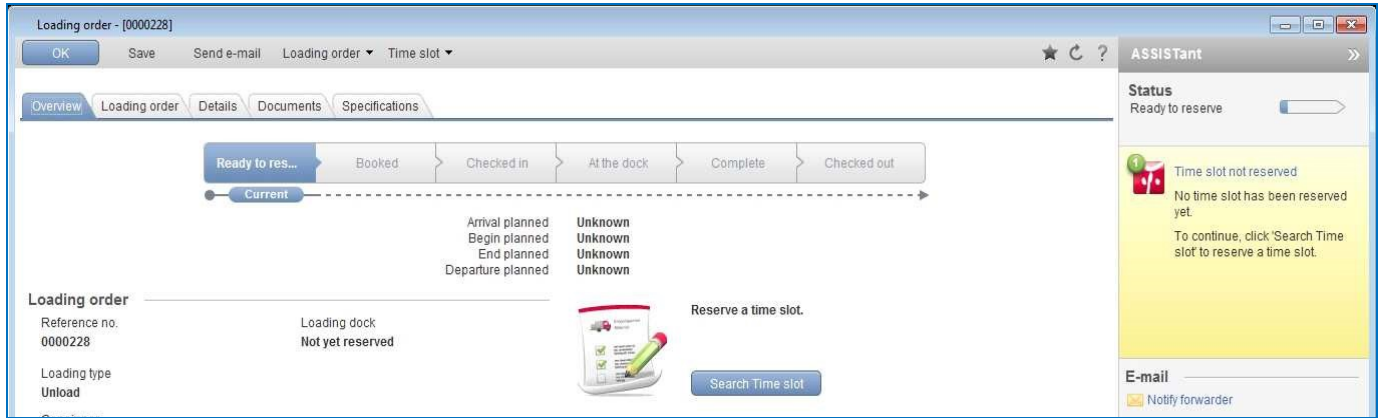 Loading order - [0000228]
OK Save Send e-mail Loading order Time slot ? ASSISTant »
Overview Loading order Details Documents Specifications
Status
Ready to reserve
Ready to res... Booked Checked in At the dock Complete Checked out
Current
1
Time slot not reserved
No time slot has been reserved
yet.
To continue, click 'Search Time
slot' to reserve a time slot.
Arrival planned Unknown
Begin planned Unknown
End planned Unknown
Departure planned Unknown
Loading order
Reference no. Loading dock
0000228 Not yet reserved
Loading type
Unload
Reserve a time slot.
Search Time slot
E-mail
Notify forwarder